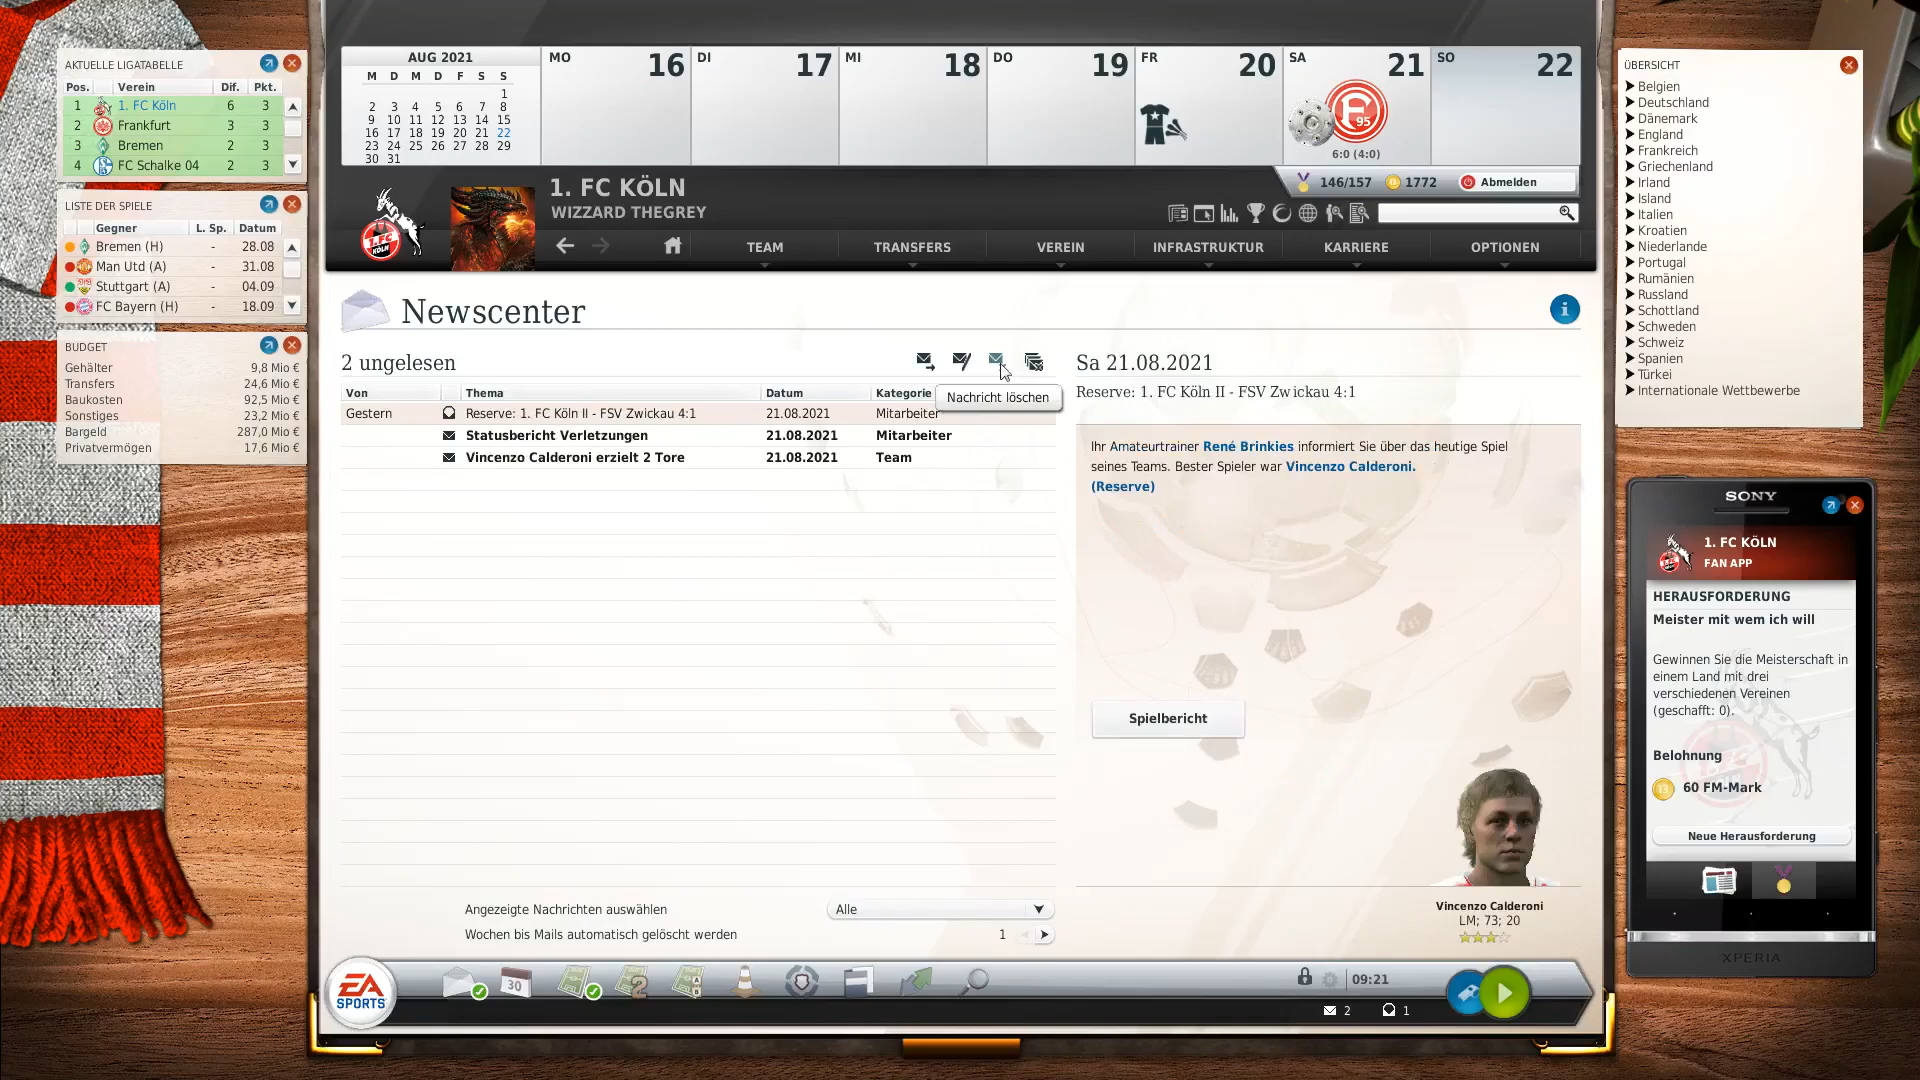 AKTUELLE LIGATABELLE
Pos. Verein Dif. Pkt.
1 1. FC Köln 6 3
2 Frankfurt 3 3
3 Bremen 2 3
4 FC Schalke 04 2 3
LISTE DER SPIELE
Gegner L. Sp. Datum
Bremen (H) - 28.08
Man Utd (A) - 31.08
Stuttgart (A) - 04.09
FC Bayern (H) - 18.09
BUDGET
Gehälter 9,8 Mio €
Transfers 24,6 Mio €
Baukosten 92,5 Mio €
Sonstiges 23,2 Mio €
Bargeld 287,0 Mio €
Privatvermögen 17,6 Mio €
AUG 2021
M D M D F S S
1
2 3 4 5 6 7 8
9 10 11 12 13 14 15
16 17 18 19 20 21 22
23 24 25 26 27 28 29
30 31
MO 16 DI 17 MI 18 DO 19 FR 20 SA 21 SO 22
F 95
6:0 (4:0)
1. FC KÖLN
WIZZARD THEGREY
1.FC KÖLN
146/157 1772 Abmelden
TEAM TRANSFERS VEREIN INFRASTRUKTUR KARRIERE OPTIONEN
Newscenter
2 ungelesen
Von Thema Datum Kategorie
Nachricht löschen
Gestern Reserve: 1. FC Köln II - FSV Zwickau 4:1 21.08.2021 Mitarbeiter
Statusbericht Verletzungen 21.08.2021 Mitarbeiter
Vincenzo Calderoni erzielt 2 Tore 21.08.2021 Team
Angezeigte Nachrichten auswählen Alle
Wochen bis Mails automatisch gelöscht werden 1
Sa 21.08.2021
Reserve: 1. FC Köln II - FSV Zwickau 4:1
Ihr Amateurtrainer René Brinkies informiert Sie über das heutige Spiel
seines Teams. Bester Spieler war Vincenzo Calderoni.
(Reserve)
Spielbericht
Vincenzo Calderoni
LM; 73; 20
EA
SPORTS
30
2
09:21
2 1
ÜBERSICHT
Belgien
Deutschland
Dänemark
England
Frankreich
Griechenland
Irland
Island
Italien
Kroatien
Niederlande
Portugal
Rumänien
Russland
Schottland
Schweden
Schweiz
Spanien
Türkei
Internationale Wettbewerbe
SONY
1. FC KÖLN
FAN APP
HERAUSFORDERUNG
Meister mit wem ich will
Gewinnen Sie die Meisterschaft in
einem Land mit drei
verschiedenen Vereinen
(geschafft: 0).
Belohnung
13 60 FM-Mark
Neue Herausforderung
XPERIA